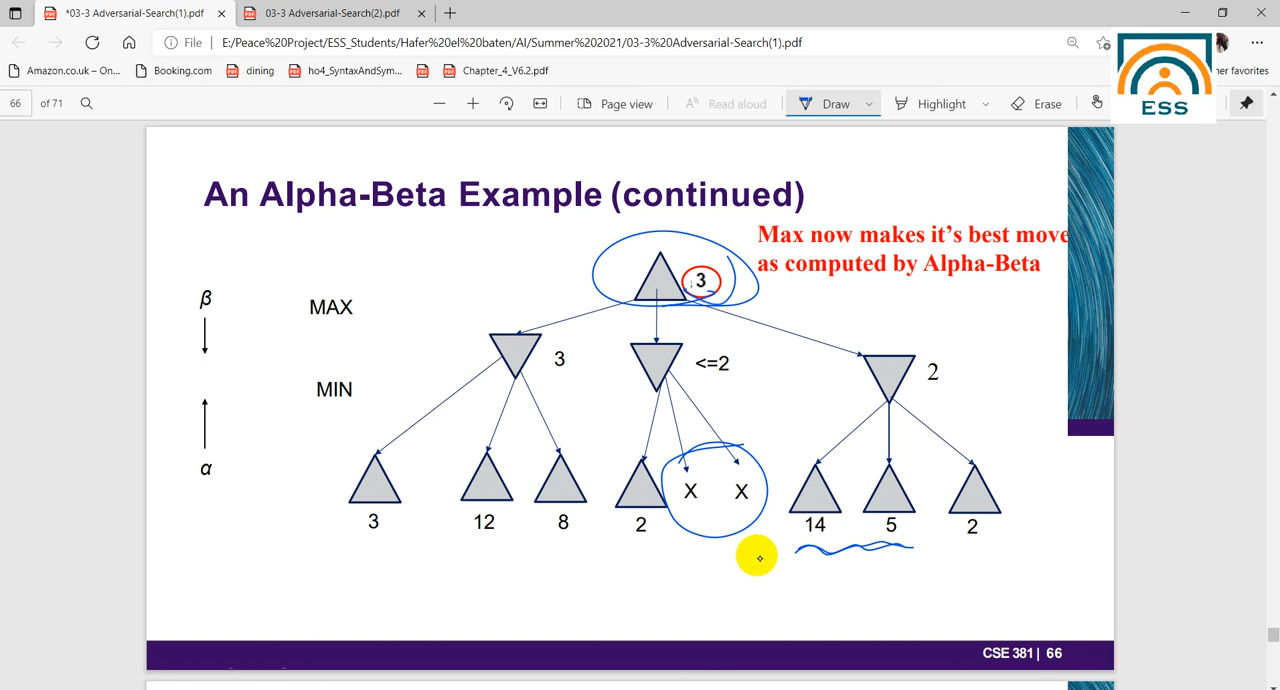 *03-3 Adversarial-Search(1).pdf
03-3 Adversarial-Search(2).pdf
File
E:/Peace%20Project/ESS_Students/Hafer%20el%20baten/AI/Summer%202021/03-3%20Adversarial-Search(1).pdf
Amazon.co.uk – On...
Booking.com
dining
ho4_SyntaxAndSym...
Chapter_4_V6.2.pdf
her favorites
ESS
66 of 71
Page view
Read aloud
Draw
Highlight
Erase
An Alpha-Beta Example (continued)
Max now makes it's best move
as computed by Alpha-Beta
3
β
MAX
3
<=2
2
MIN
α
X X
3 12 8 2 14 5 2
CSE 381 | 66